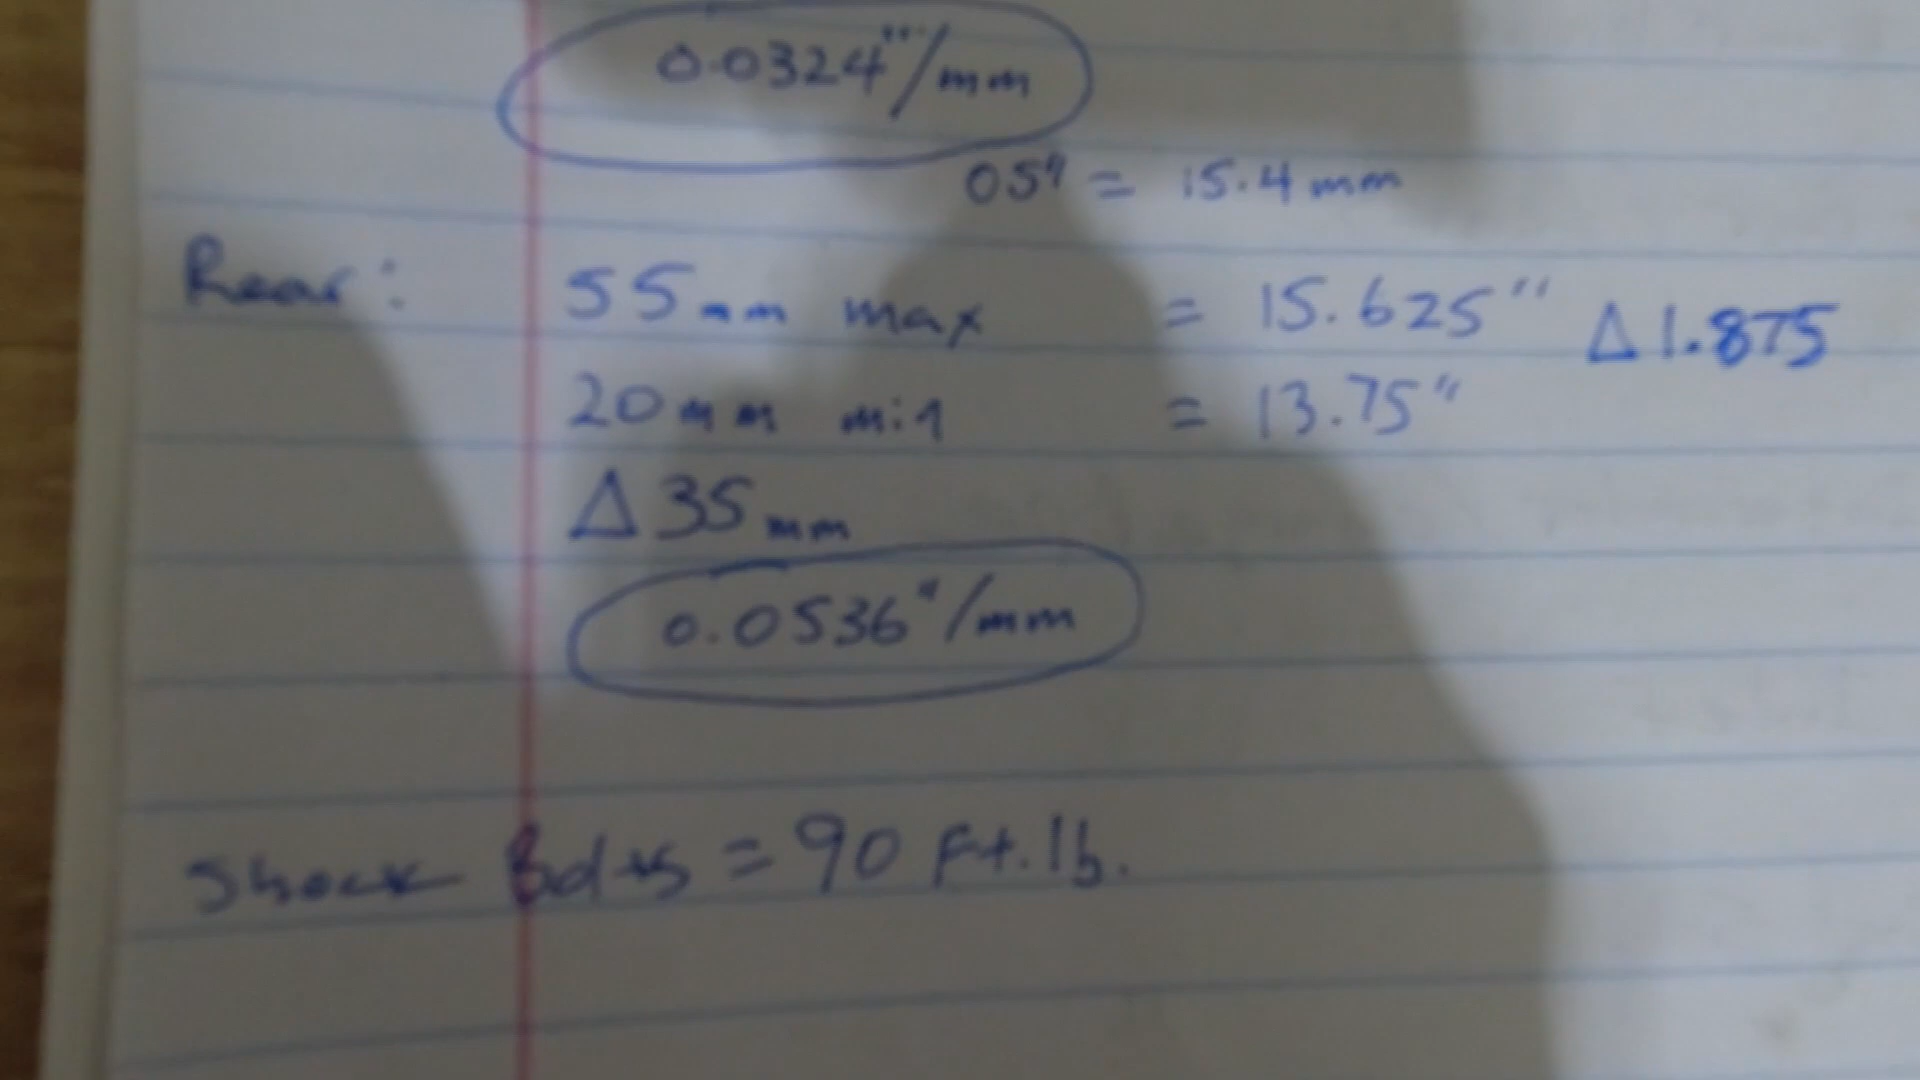 0.0324"/mm
05" = 15.4mm
Rear: 55mm max = 15.625" Δ1.875
20mm min = 13.75"
Δ35mm
0.0536"/mm
Shock Bolts = 90 Ft.lb.